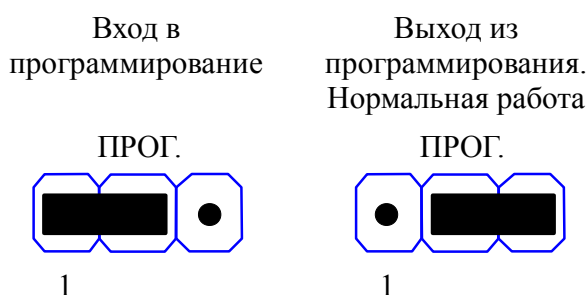 Вход в
программирование
ПРОГ.
1
Выход из
программирования.
Нормальная работа
ПРОГ.
1